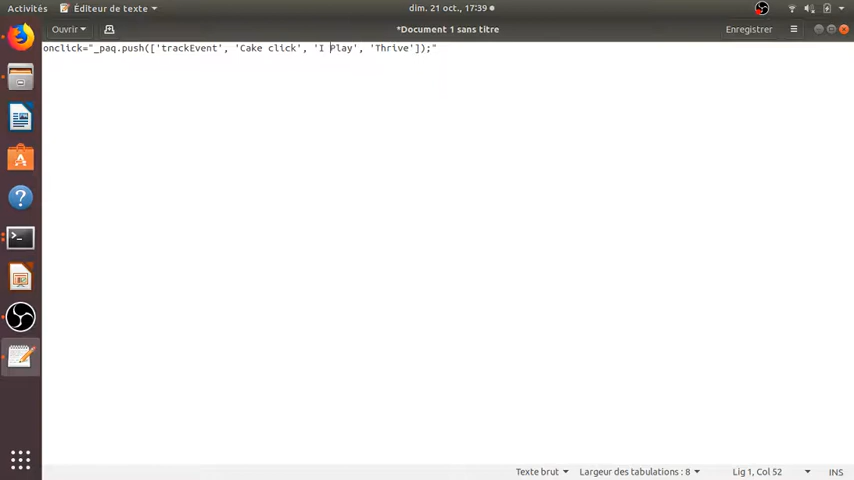 Activités Éditeur de texte dim. 21 oct., 17:39
Ouvrir *Document 1 sans titre Enregistrer
onclick="_paq.push(['trackEvent', 'Cake click', 'I Play', 'Thrive']);"
Texte brut Largeur des tabulations : 8 Lig 1, Col 52 INS